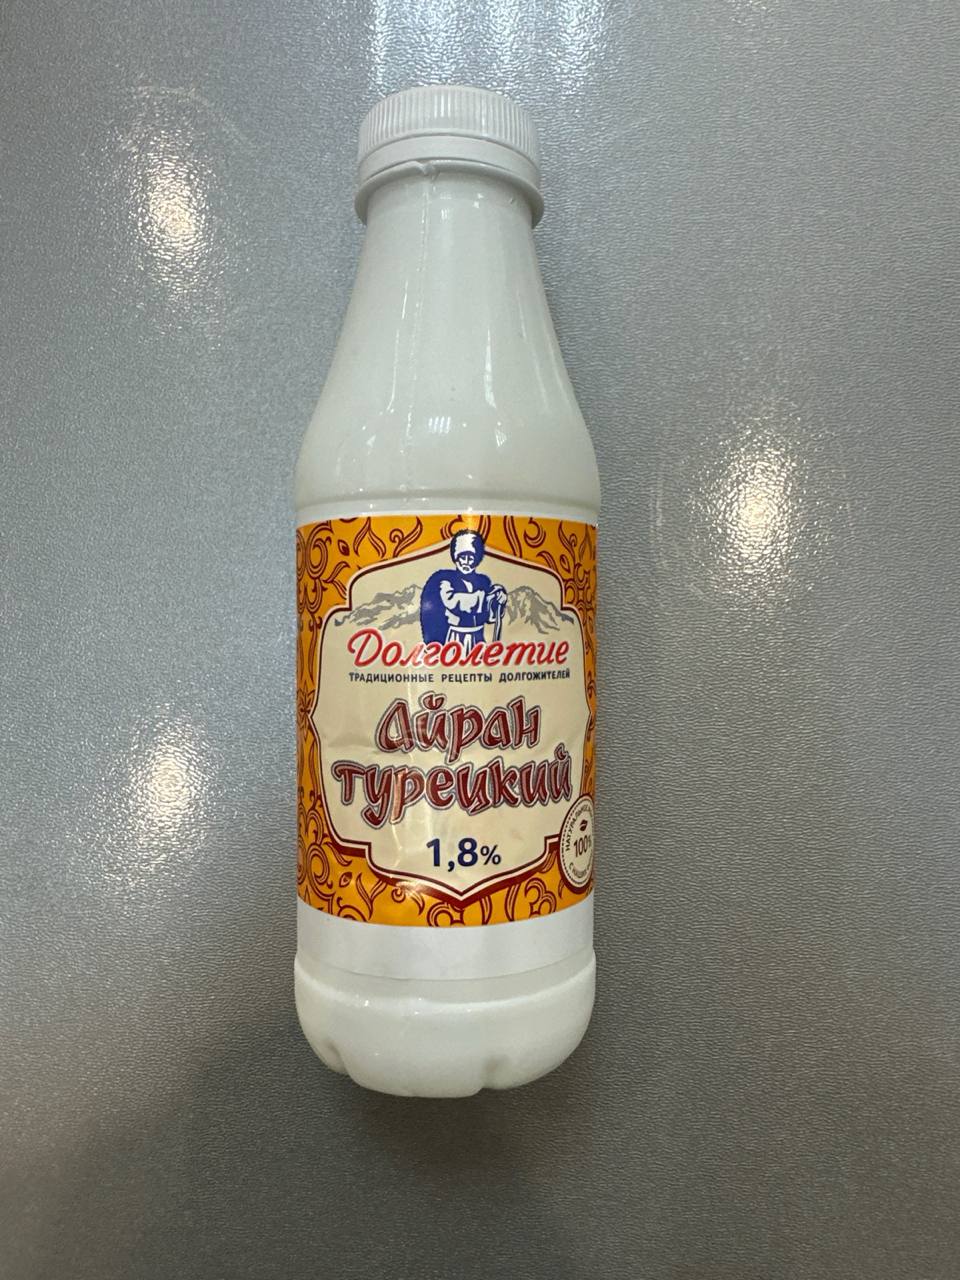 Долголетие
ТРАДИЦИОННЫЕ РЕЦЕПТЫ ДОЛГОЖИТЕЛЕЙ
Айран
турецкий
1,8%
100%